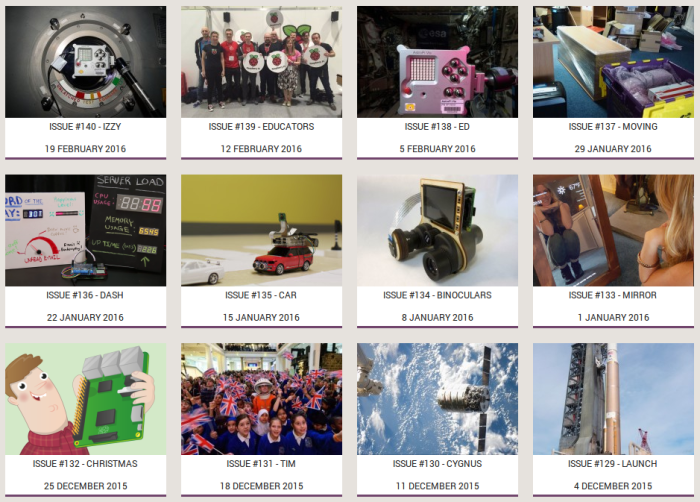 ISSUE #140 - IZZY
19 FEBRUARY 2016
ISSUE #139 - EDUCATORS
12 FEBRUARY 2016
ISSUE #138 - ED
5 FEBRUARY 2016
ISSUE #137 - MOVING
29 JANUARY 2016
SERVER LOAD
CPU
USAGE:
MEMORY
USAGE:
UNREAD EMAIL
ISSUE #136 - DASH
22 JANUARY 2016
ISSUE #135 - CAR
15 JANUARY 2016
ISSUE #134 - BINOCULARS
8 JANUARY 2016
ISSUE #133 - MIRROR
1 JANUARY 2016
ISSUE #132 - CHRISTMAS
25 DECEMBER 2015
ISSUE #131 - TIM
18 DECEMBER 2015
ISSUE #130 - CYGNUS
11 DECEMBER 2015
ISSUE #129 - LAUNCH
4 DECEMBER 2015